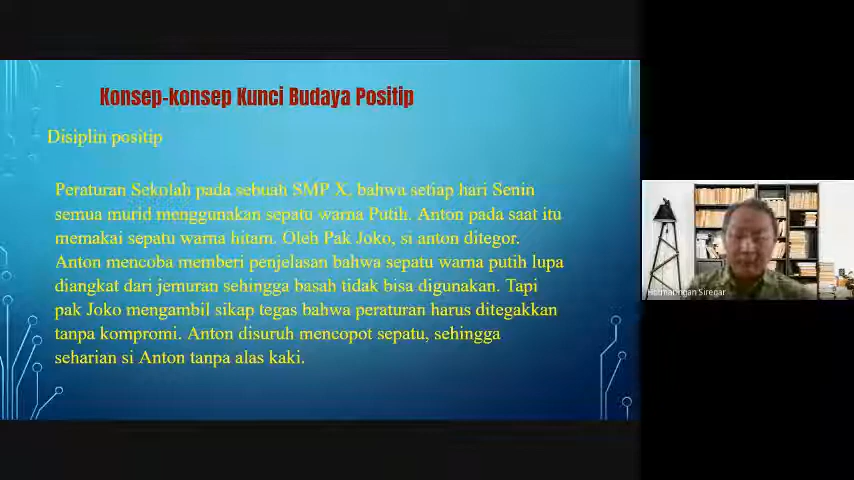 Konsep-konsep Kunci Budaya Positip
Disiplin positip
Peraturan Sekolah pada sebuah SMP X, bahwa setiap hari Senin
semua murid menggunakan sepatu warna Putih. Anton pada saat itu
memakai sepatu warna hitam. Oleh Pak Joko, si anton ditegor.
Anton mencoba memberi penjelasan bahwa sepatu warna putih lupa
diangkat dari jemuran sehingga basah tidak bisa digunakan. Tapi
pak Joko mengambil sikap tegas bahwa peraturan harus ditegakkan
tanpa kompromi. Anton disuruh mencopot sepatu, sehingga
seharian si Anton tanpa alas kaki.
Siregar